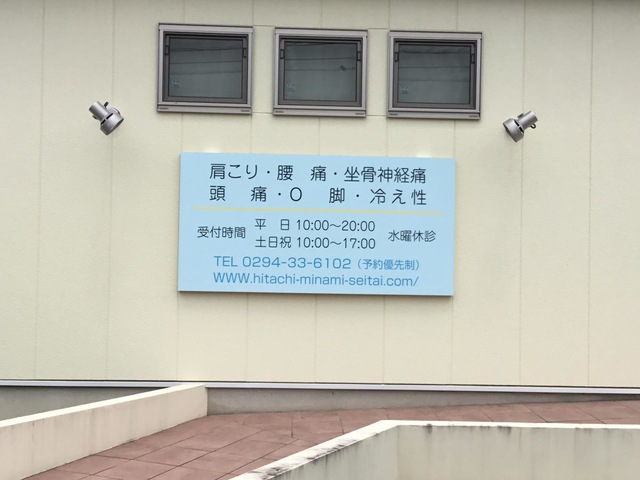 肩こり・腰　痛・坐骨神経痛
頭　痛・O　脚・冷え性
受付時間 平　日 10:00～20:00 水曜休診
土日祝 10:00～17:00
TEL 0294-33-6102（予約優先制）
WWW.hitachi-minami-seitai.com/